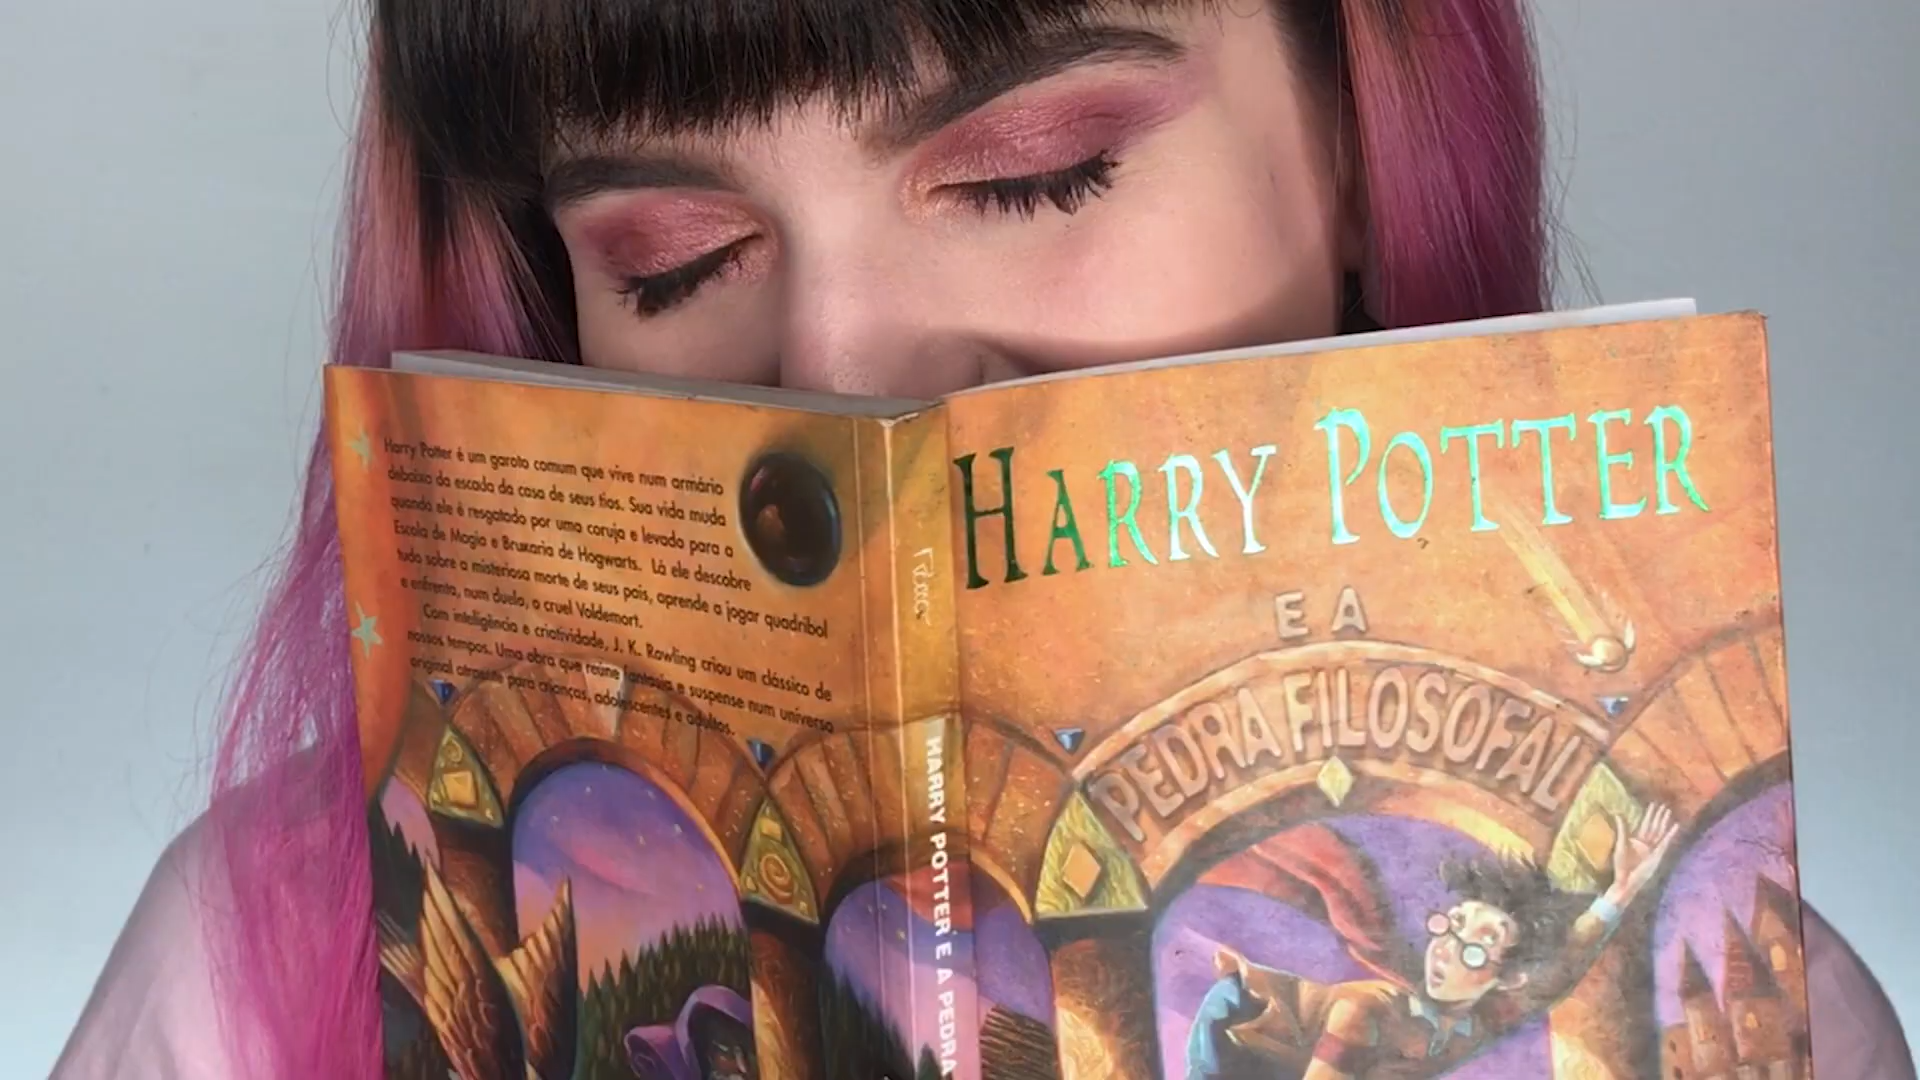 Harry Potter é um garoto comum que vive num armário
debaixo da escada da casa de seus tios. Sua vida muda
quando ele é resgatado por uma coruja e levado para a
Escola de Magia e Bruxaria de Hogwarts. Lá ele descobre
tudo sobre a misteriosa morte de seus pais, aprende a jogar quadribol
e enfrenta, num duelo, o cruel Voldemort.
Com inteligência e criatividade, J. K. Rowling criou um clássico de
nossos tempos. Uma obra que reúne fantasia e suspense num universo
original atraente para crianças, adolescentes e adultos.
HARRY POTTER E A PEDRA
HARRY POTTER
E A
PEDRA FILOSOFAL